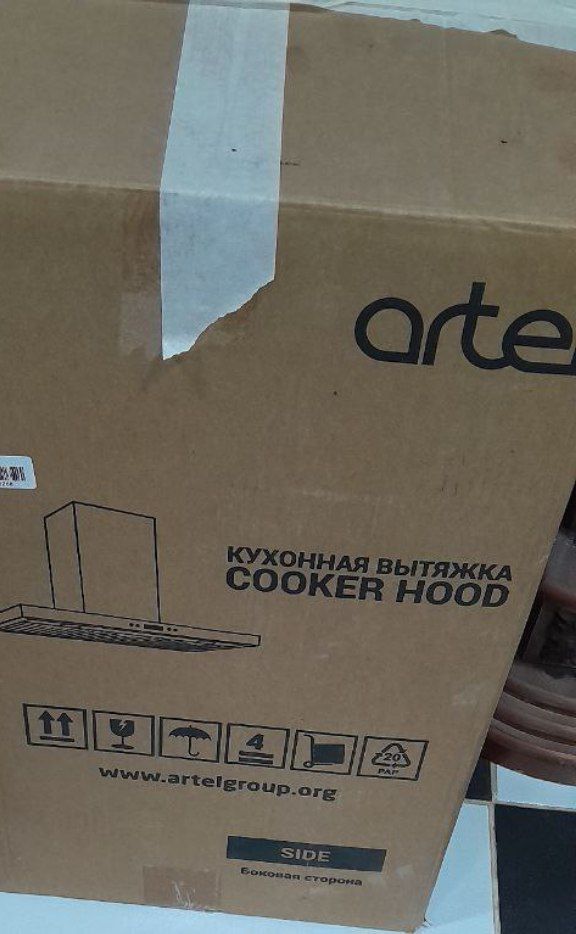 arte
КУХОННАЯ ВЫТЯЖКА
COOKER HOOD
4
20
PAP
www.artelgroup.org
SIDE
Боковая сторона